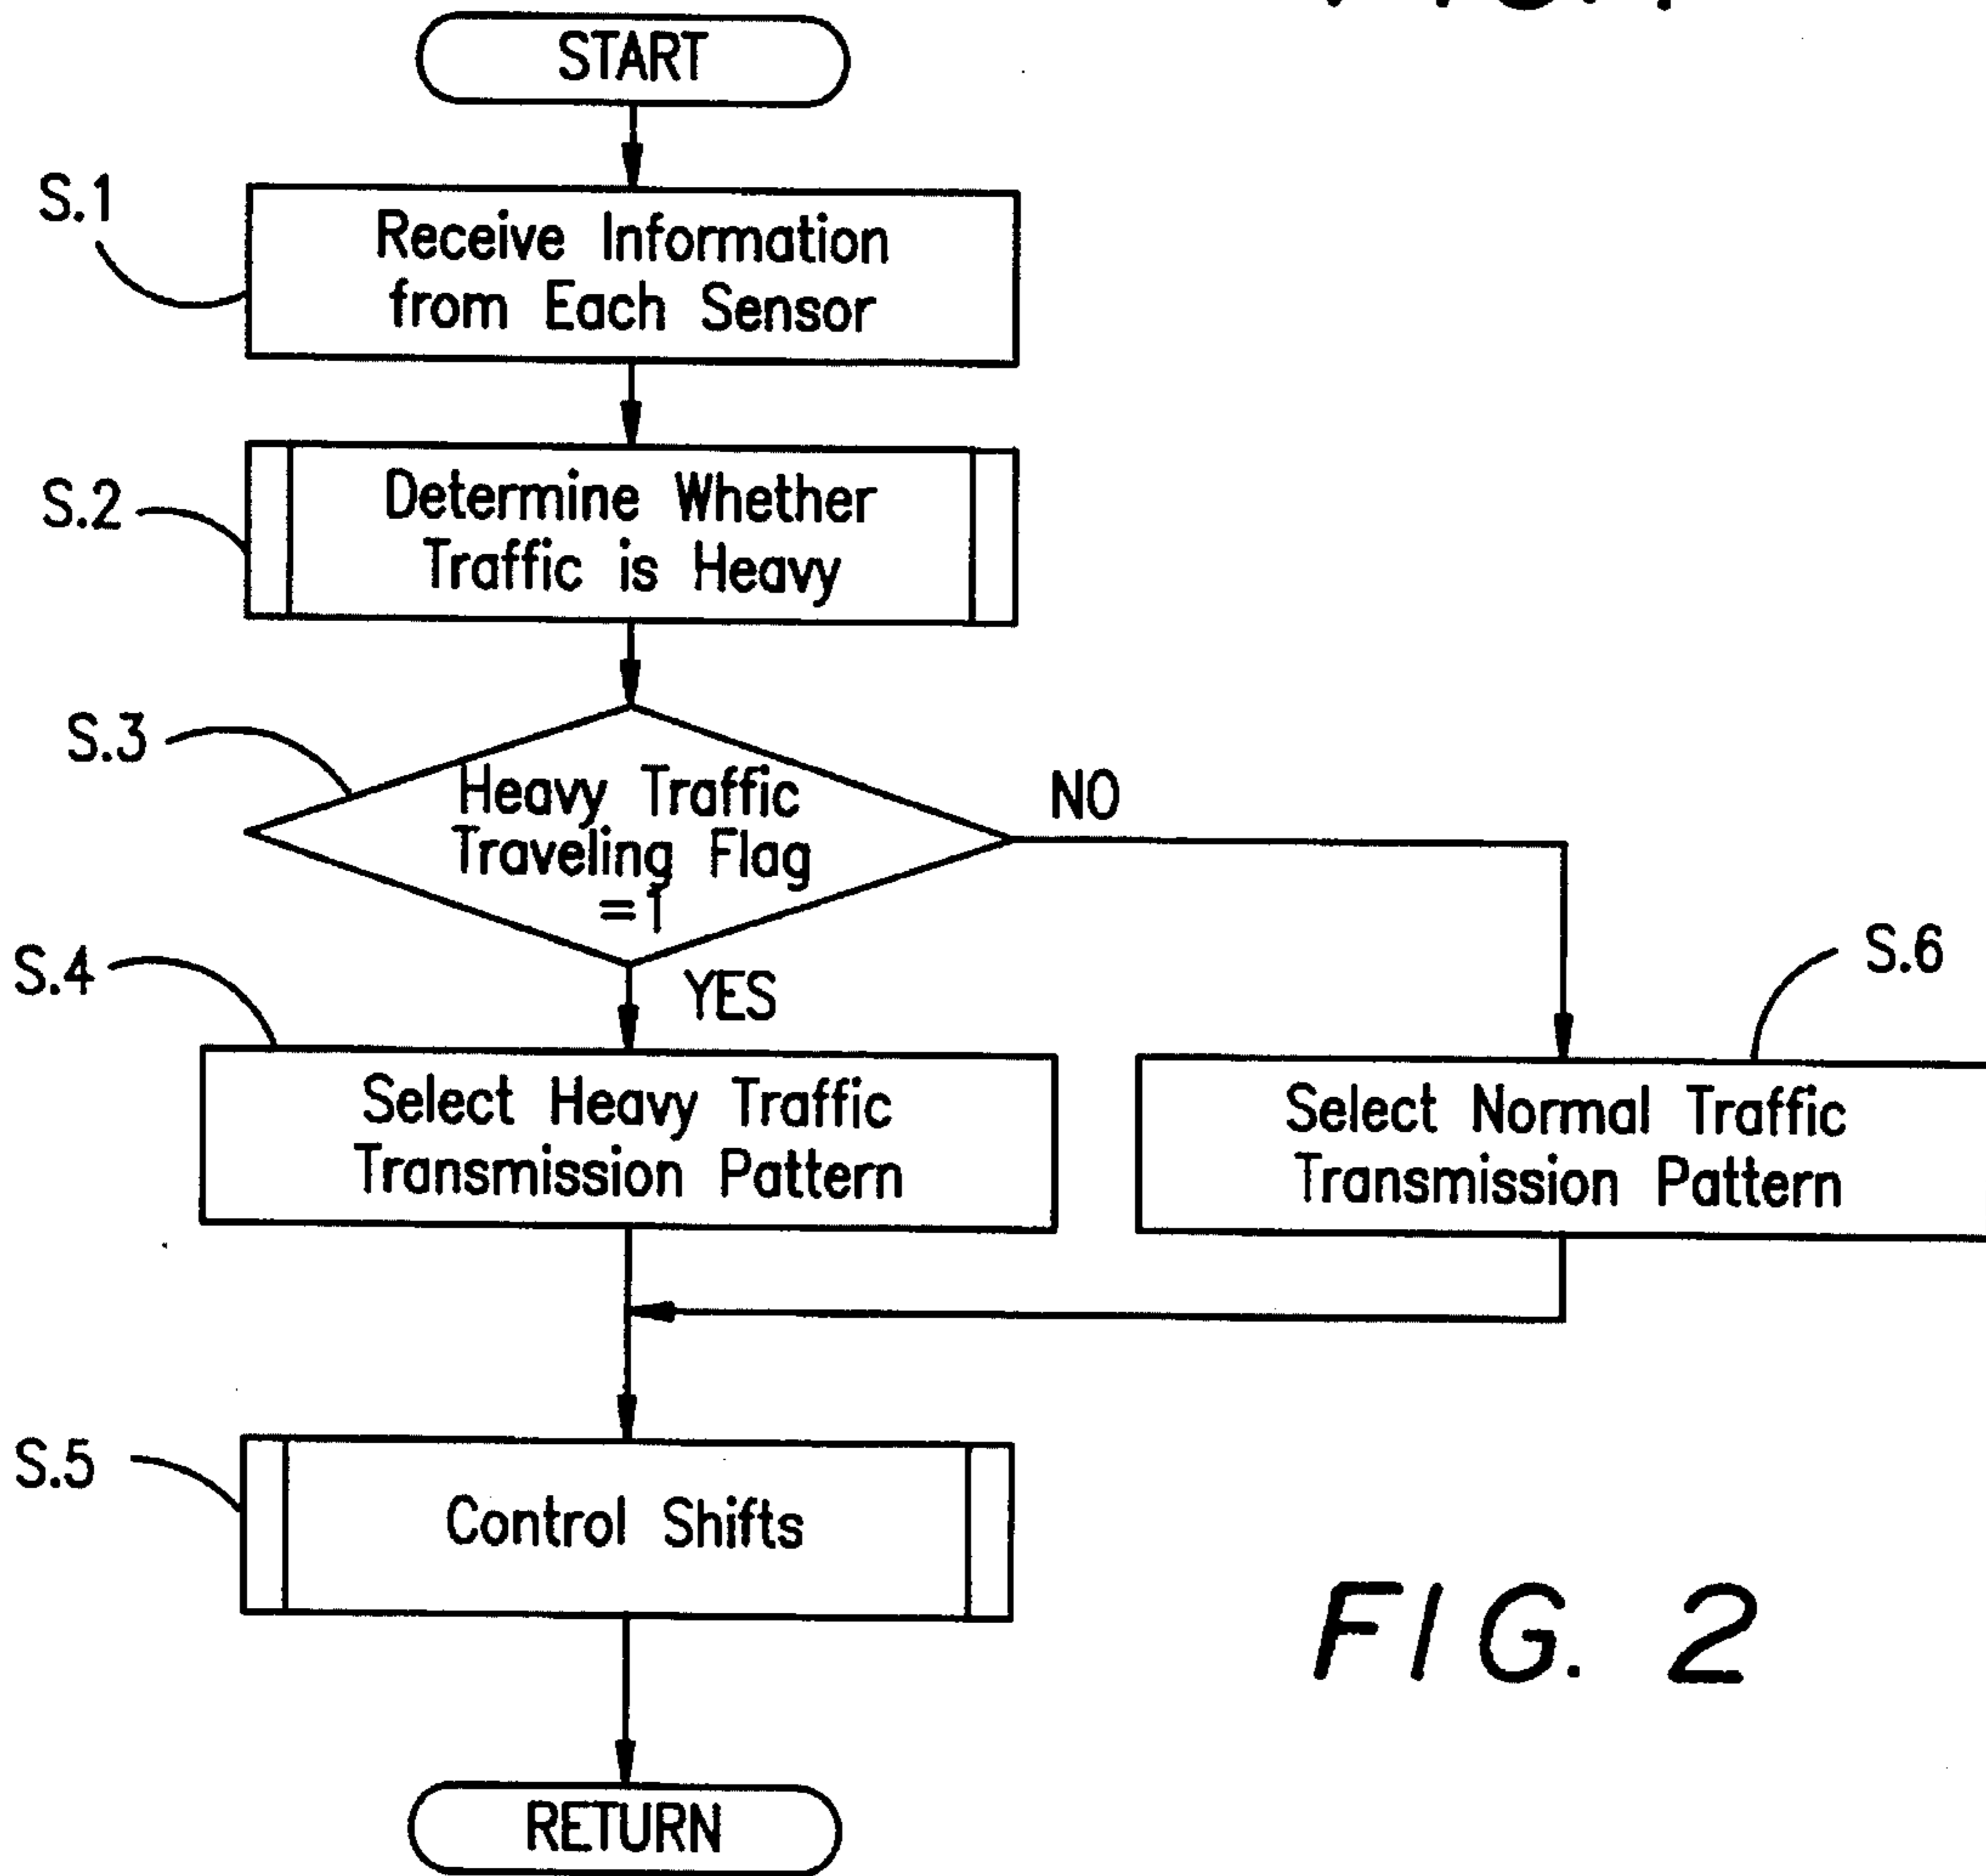 START
S.1
Receive Information
from Each Sensor
S.2
Determine Whether
Traffic is Heavy
S.3
Heavy Traffic
Traveling Flag
=1
NO
YES
S.4
Select Heavy Traffic
Transmission Pattern
S.6
Select Normal Traffic
Transmission Pattern
S.5
Control Shifts
RETURN
FIG. 2